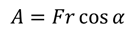 A = Fr cos α